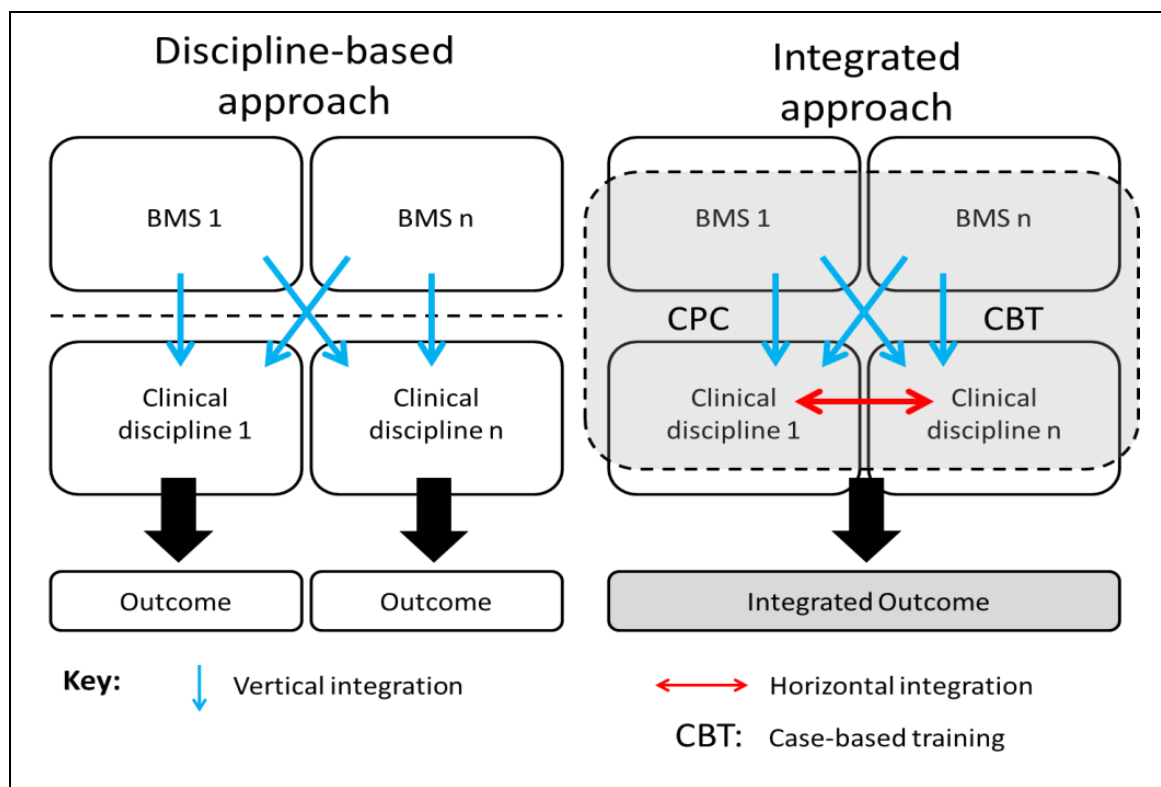 Discipline-based
approach
Integrated
approach
BMS 1
BMS n
BMS 1
BMS n
CPC
CBT
Clinical
discipline 1
Clinical
discipline n
Clinical
discipline 1
Clinical
discipline n
Outcome
Outcome
Integrated Outcome
Key:
Vertical integration
Horizontal integration
CBT: Case-based training